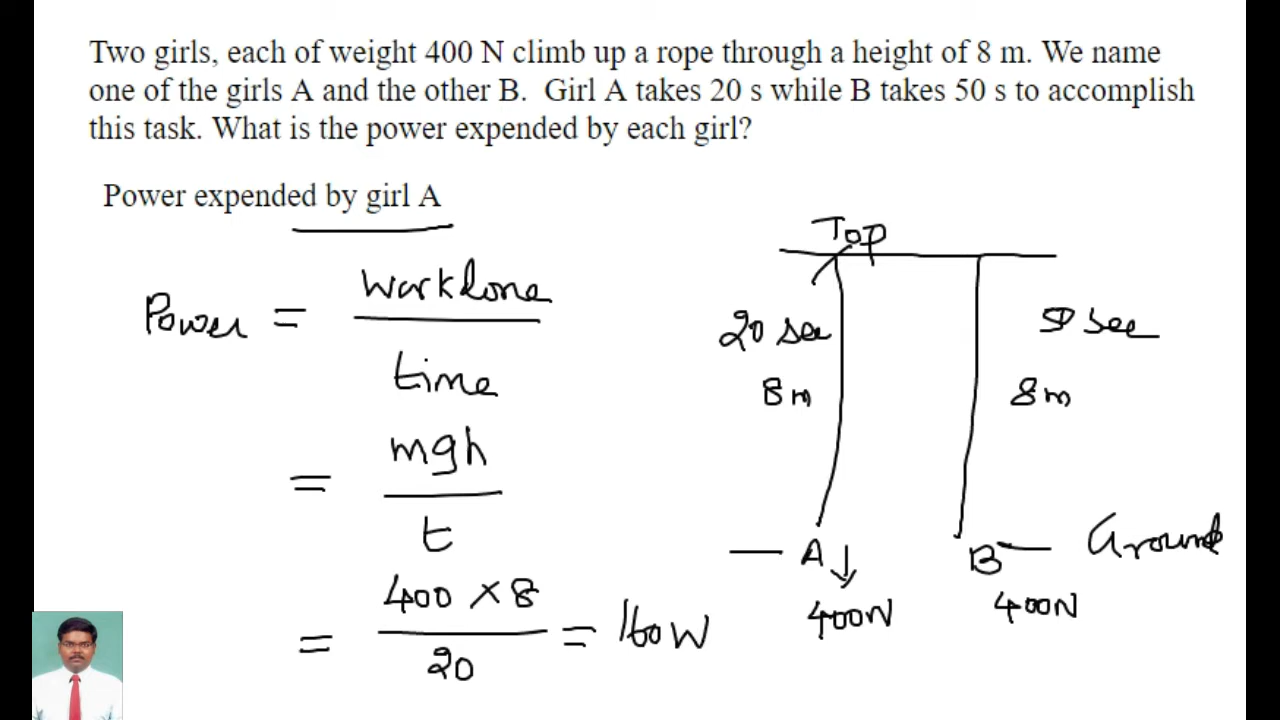 Two girls, each of weight 400 N climb up a rope through a height of 8 m. We name
one of the girls A and the other B. Girl A takes 20 s while B takes 50 s to accomplish
this task. What is the power expended by each girl?
Power expended by girl A
Top
Power = workdone / time
20 sec
50 sec
8m
8m
= mgh / t
A
B
Ground
400N
400N
= 400 × 8 / 20 = 160W